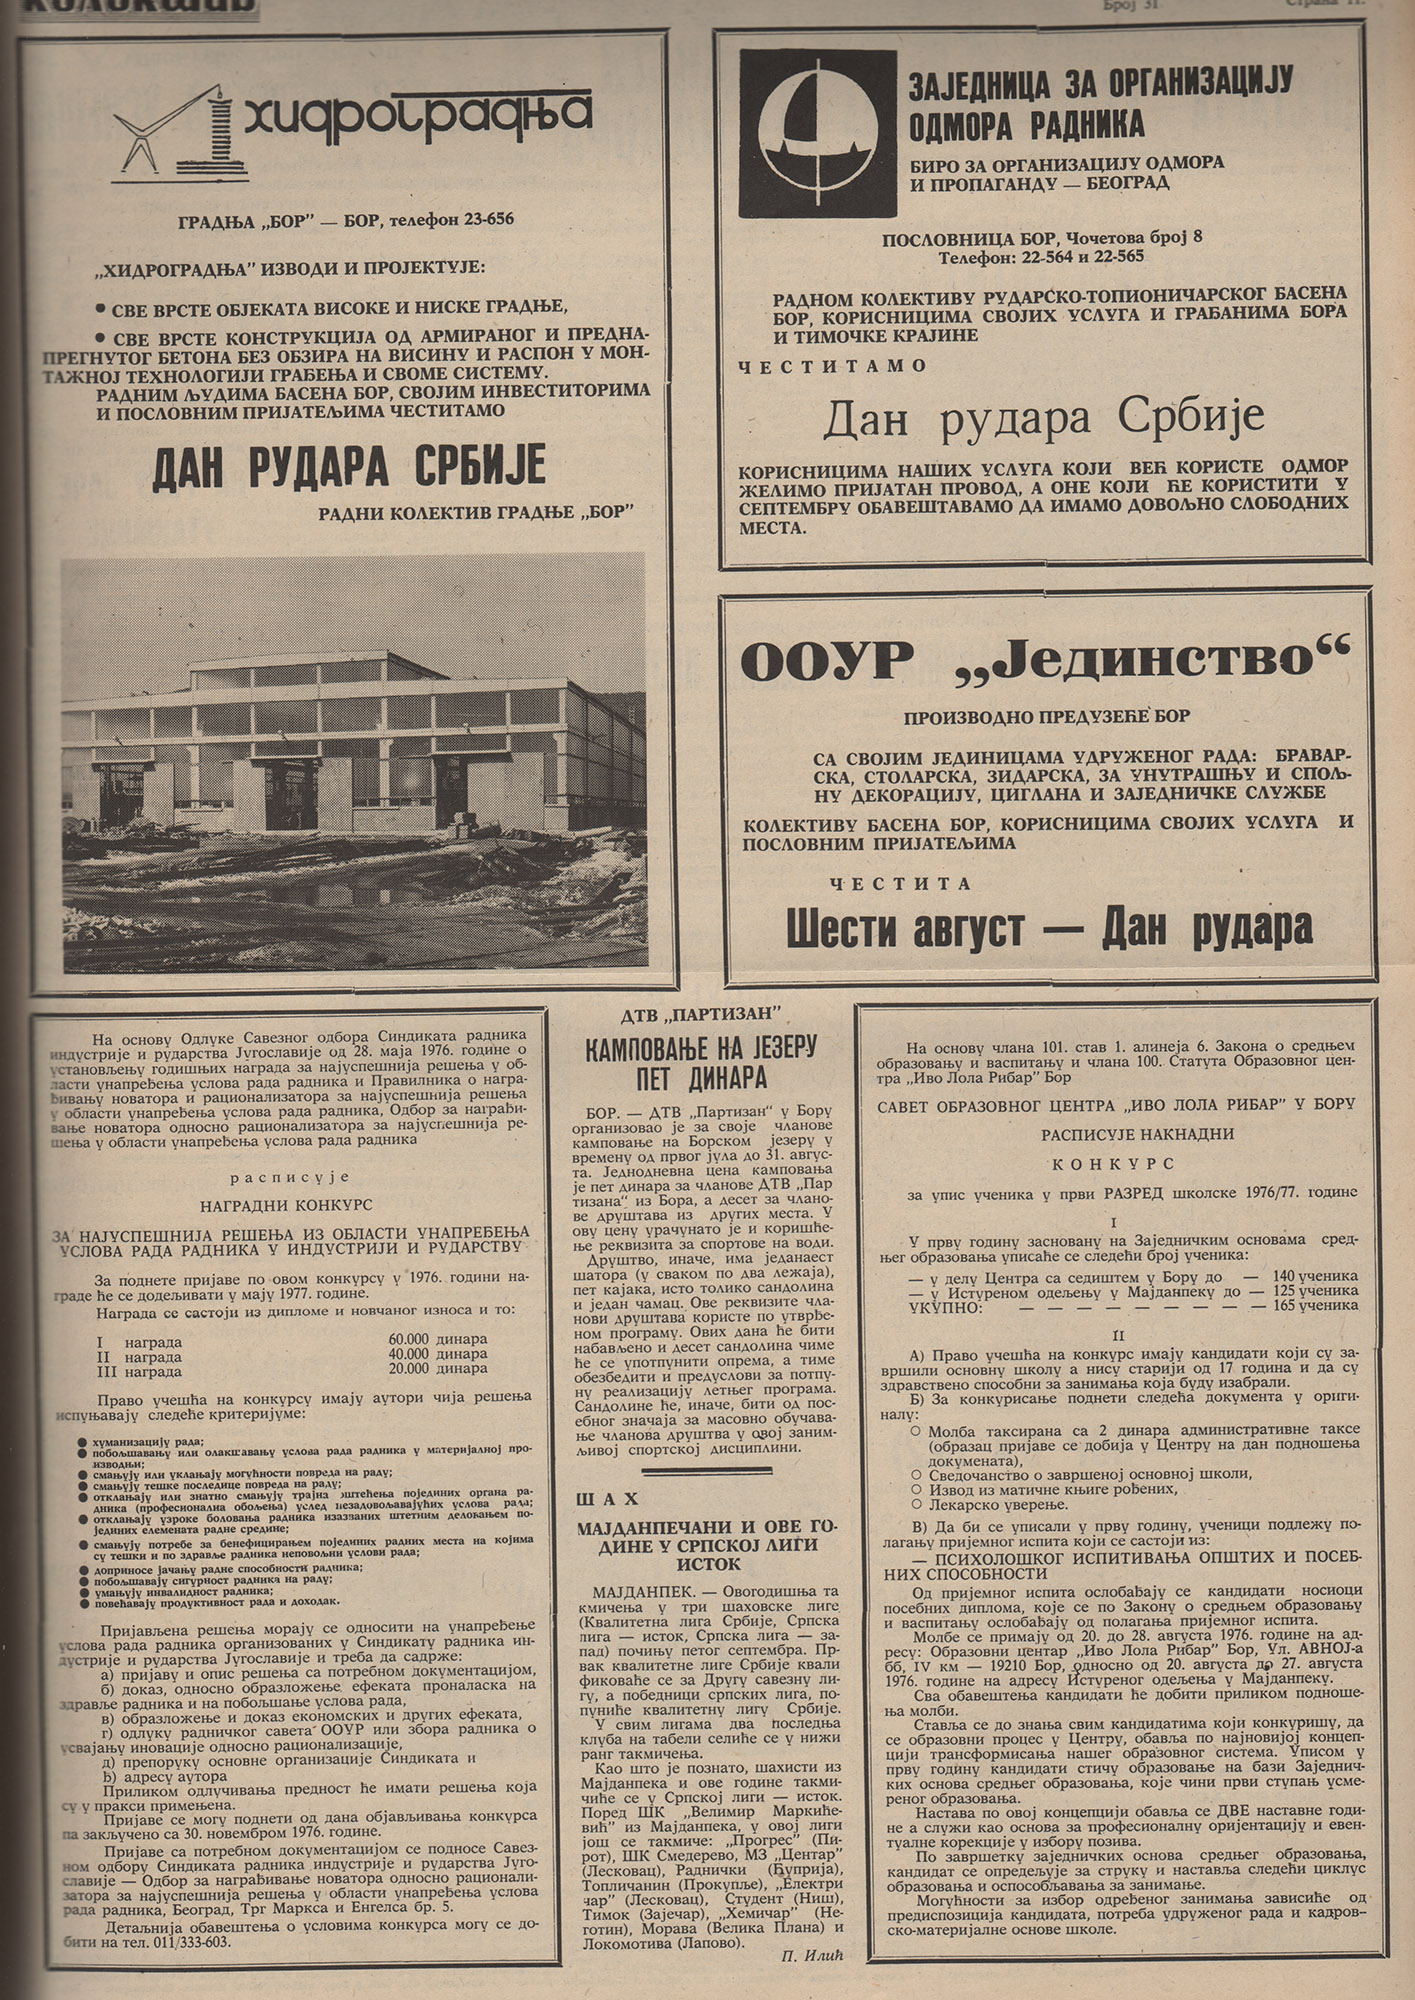 колектив
Број 31
Страна 11.
хидроградња
ГРАДЊА „БОР” — БОР, телефон 23-656
„ХИДРОГРАДЊА” ИЗВОДИ И ПРОЈЕКТУЈЕ:
● СВЕ ВРСТЕ ОБЈЕКАТА ВИСОКЕ И НИСКЕ ГРАДЊЕ,
● СВЕ ВРСТЕ КОНСТРУКЦИЈА ОД АРМИРАНОГ И ПРЕДНА-
ПРЕГНУТОГ БЕТОНА БЕЗ ОБЗИРА НА ВИСИНУ И РАСПОН У МОН-
ТАЖНОЈ ТЕХНОЛОГИЈИ ГРАЂЕЊА И СВОМЕ СИСТЕМУ.
РАДНИМ ЉУДИМА БАСЕНА БОР, СВОЈИМ ИНВЕСТИТОРИМА
И ПОСЛОВНИМ ПРИЈАТЕЉИМА ЧЕСТИТАМО
ДАН РУДАРА СРБИЈЕ
РАДНИ КОЛЕКТИВ ГРАДЊЕ „БОР”
ЗАЈЕДНИЦА ЗА ОРГАНИЗАЦИЈУ
ОДМОРА РАДНИКА
БИРО ЗА ОРГАНИЗАЦИЈУ ОДМОРА
И ПРОПАГАНДУ — БЕОГРАД
ПОСЛОВНИЦА БОР, Чочетова број 8
Телефон: 22-564 и 22-565
РАДНОМ КОЛЕКТИВУ РУДАРСКО-ТОПИОНИЧАРСКОГ БАСЕНА
БОР, КОРИСНИЦИМА СВОЈИХ УСЛУГА И ГРАЂАНИМА БОРА
И ТИМОЧКЕ КРАЈИНЕ
Ч Е С Т И Т А М О
Дан рудара Србије
КОРИСНИЦИМА НАШИХ УСЛУГА КОЈИ ВЕЋ КОРИСТЕ ОДМОР
ЖЕЛИМО ПРИЈАТАН ПРОВОД, А ОНЕ КОЈИ ЋЕ КОРИСТИТИ У
СЕПТЕМБРУ ОБАВЕШТАВАМО ДА ИМАМО ДОВОЉНО СЛОБОДНИХ
МЕСТА.
ООУР „Јединство“
ПРОИЗВОДНО ПРЕДУЗЕЋЕ БОР
СА СВОЈИМ ЈЕДИНИЦАМА УДРУЖЕНОГ РАДА: БРАВАР-
СКА, СТОЛАРСКА, ЗИДАРСКА, ЗА УНУТРАШЊУ И СПОЉ-
НУ ДЕКОРАЦИЈУ, ЦИГЛАНА И ЗАЈЕДНИЧКЕ СЛУЖБЕ
КОЛЕКТИВУ БАСЕНА БОР, КОРИСНИЦИМА СВОЈИХ УСЛУГА И
ПОСЛОВНИМ ПРИЈАТЕЉИМА
Ч Е С Т И Т А
Шести август — Дан рудара
На основу Одлуке Савезног одбора Синдиката радника
индустрије и рударства Југославије од 28. маја 1976. године о
установљењу годишњих награда за најуспешнија решења у об-
ласти унапређења услова рада радника и Правилника о награ-
ђивању новатора и рационализатора за најуспешнија решења
у области унапређења услова рада радника, Одбор за награђи-
вање новатора односно рационализатора за најуспешнија ре-
шења у области унапређења услова рада радника
р а с п и с у ј е
НАГРАДНИ КОНКУРС
ЗА НАЈУСПЕШНИЈА РЕШЕЊА ИЗ ОБЛАСТИ УНАПРЕЂЕЊА
УСЛОВА РАДА РАДНИКА У ИНДУСТРИЈИ И РУДАРСТВУ
За поднете пријаве по овом конкурсу у 1976. години на-
граде ће се додељивати у мају 1977. године.
Награда се састоји из дипломе и новчаног износа и то:
I награда 60.000 динара
II награда 40.000 динара
III награда 20.000 динара
Право учешћа на конкурсу имају аутори чија решења
испуњавају следеће критеријуме:
● хуманизацију рада;
● побољшавању или олакшавању услова рада радника у материјалној про-
изводњи;
● смањују или уклањају могућности повреда на раду;
● смањују тешке последице повреда на раду;
● отклањају или знатно смањују трајна оштећења појединих органа ра-
дника (професионална обољења) услед незадовољавајућих услова рада;
● отклањају узроке боловања радника изазваних штетним деловањем по-
јединих елемената радне средине;
● смањују потребе за бенефицирањем појединих радних места на којима
су тешки и по здравље радника неповољни услови рада;
● доприносе јачању радне способности радника;
● побољшавају сигурност радника на раду;
● умањују инвалидност радника;
● повећавају продуктивност рада и доходак.
Пријављена решења морају се односити на унапређење
услова рада радника организованих у Синдикату радника ин-
дустрије и рударства Југославије и треба да садрже:
а) пријаву и опис решења са потребном документацијом,
б) доказ, односно образложење ефеката проналаска на
здравље радника и на побољшање услова рада,
в) образложење и доказ економских и других ефеката,
г) одлуку радничког савета ООУР или збора радника о
усвајању иновације односно рационализације,
д) препоруку основне организације Синдиката и
ђ) адресу аутора
Приликом одлучивања предност ће имати решења која
су у пракси примењена.
Пријаве се могу поднети од дана објављивања конкурса
па закључено са 30. новембром 1976. године.
Пријаве са потребном документацијом се подносе Савез-
ном одбору Синдиката радника индустрије и рударства Југо-
славије — Одбор за награђивање новатора односно рационали-
затора за најуспешнија решења у области унапређења услова
рада радника, Београд, Трг Маркса и Енгелса бр. 5.
Детаљнија обавештења о условима конкурса могу се до-
бити на тел. 011/333-603.
ДТВ „ПАРТИЗАН”
КАМПОВАЊЕ НА ЈЕЗЕРУ
ПЕТ ДИНАРА
БОР. — ДТВ „Партизан“ у Бору
организовао је за своје чланове
камповање на Борском језеру у
времену од првог јула до 31. авгус-
та. Једнодневна цена камповања
је пет динара за чланове ДТВ „Пар
тизана“ из Бора, а десет за члано-
ве друштава из других места. У
ову цену урачунато је и коришће-
ње реквизита за спортове на води.
Друштво, иначе, има једанаест
шатора (у сваком по два лежаја),
пет кајака, исто толико сандолина
и један чамац. Ове реквизите чла-
нови друштава користе по утврђе-
ном програму. Ових дана ће бити
набављено и десет сандолина чиме
ће се употпунити опрема, а тиме
обезбедити и предуслови за потпу-
ну реализацију летњег програма.
Сандолине ће, иначе, бити од пос-
ебног значаја за масовно обучава-
ње чланова друштва у овој заним-
љивој спортској дисциплини.
Ш А Х
МАЈДАНПЕЧАНИ И ОВЕ ГО-
ДИНЕ У СРПСКОЈ ЛИГИ
ИСТОК
МАЈДАНПЕК. — Овогодишња та
кмичења у три шаховске лиге
(Квалитетна лига Србије, Српска
лига — исток, Српска лига — за-
пад) почињу петог септембра. Пр-
вак квалитетне лиге Србије квали
фиковаће се за Другу савезну ли-
гу, а победници српских лига, по-
пуниће квалитетну лигу Србије.
У свим лигама два последња
клуба на табели селиће се у нижи
ранг такмичења.
Као што је познато, шахисти из
Мајданпека и ове године такми-
чиће се у Српској лиги — исток.
Поред ШК „Велимир Маркиће-
вић” из Мајданпека, у овој лиги
још се такмиче: „Прогрес” (Пи-
рот), ШК Смедерево, МЗ „Центар”
(Лесковац), Раднички (Ћуприја),
Топличанин (Прокупље), „Електри
чар” (Лесковац), Студент (Ниш),
Тимок (Зајечар), „Хемичар” (Не-
готин), Морава (Велика Плана) и
Локомотива (Лапово).
П. Илић
На основу члана 101. став 1. алинеја 6. Закона о средњем
образовању и васпитању и члана 100. Статута Образовног цен-
тра „Иво Лола Рибар” Бор
САВЕТ ОБРАЗОВНОГ ЦЕНТРА „ИВО ЛОЛА РИБАР” У БОРУ
РАСПИСУЈЕ НАКНАДНИ
К О Н К У Р С
за упис ученика у први РАЗРЕД школске 1976/77. године
I
У прву годину засновану на Заједничким основама сред-
њег образовања уписаће се следећи број ученика:
— у делу Центра са седиштем у Бору до — 140 ученика
— у Истуреном одељењу у Мајданпеку до — 125 ученика
УКУПНО: — — — — — — — — — 165 ученика
II
А) Право учешћа на конкурс имају кандидати који су за-
вршили основну школу а нису старији од 17 година и да су
здравствено способни за занимања која буду изабрали.
Б) За конкурисање поднети следећа документа у ориги-
налу:
○ Молба таксирана са 2 динара административне таксе
(образац пријаве се добија у Центру на дан подношења
докумената),
○ Сведочанство о завршеној основној школи,
○ Извод из матичне књиге рођених,
○ Лекарско уверење.
В) Да би се уписали у прву годину, ученици подлежу по-
лагању пријемног испита који се састоји из:
— ПСИХОЛОШКОГ ИСПИТИВАЊА ОПШТИХ И ПОСЕБ-
НИХ СПОСОБНОСТИ
Од пријемног испита ослобађају се кандидати носиоци
посебних диплома, које се по Закону о средњем образовању
и васпитању ослобађају од полагања пријемног испита.
Молбе се примају од 20. до 28. августа 1976. године на ад-
ресу: Образовни центар „Иво Лола Рибар” Бор, Ул. АВНОЈ-а
бб, IV км — 19210 Бор, односно од 20. августа до 27. августа
1976. године на адресу Истуреног одељења у Мајданпеку.
Сва обавештења кандидати ће добити приликом подноше-
ња молби.
Ставља се до знања свим кандидатима који конкуришу, да
се образовни процес у Центру, обавља по најновијој концеп-
цији трансформисања нашег образовног система. Уписом у
прву годину кандидати стичу образовање на бази Заједнич-
ких основа средњег образовања, које чини први ступањ усме-
реног образовања.
Настава по овој концепцији обавља се ДВЕ наставне годи-
не а служи као основа за професионалну оријентацију и евен-
туалне корекције у избору позива.
По завршетку заједничких основа средњег образовања,
кандидат се опредељује за струку и наставља следећи циклус
образовања и оспособљавања за занимање.
Могућности за избор одређеног занимања зависиће од
предиспозиција кандидата, потреба удруженог рада и кадров-
ско-материјалне основе школе.